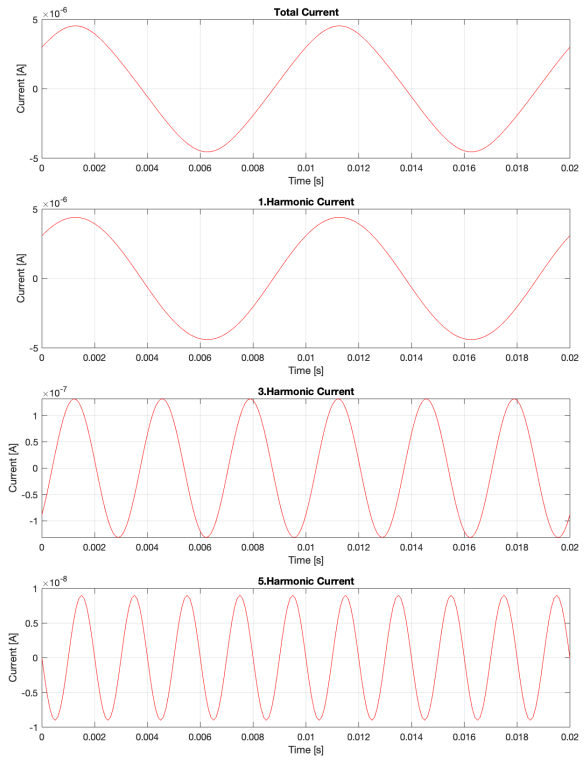 Total Current
×10^-6
5
0
-5
Current [A]
0 0.002 0.004 0.006 0.008 0.01 0.012 0.014 0.016 0.018 0.02
Time [s]
1.Harmonic Current
×10^-6
5
0
-5
Current [A]
0 0.002 0.004 0.006 0.008 0.01 0.012 0.014 0.016 0.018 0.02
Time [s]
3.Harmonic Current
×10^-7
1
0.5
0
-0.5
-1
Current [A]
0 0.002 0.004 0.006 0.008 0.01 0.012 0.014 0.016 0.018 0.02
Time [s]
5.Harmonic Current
×10^-8
1
0.5
0
-0.5
-1
Current [A]
0 0.002 0.004 0.006 0.008 0.01 0.012 0.014 0.016 0.018 0.02
Time [s]